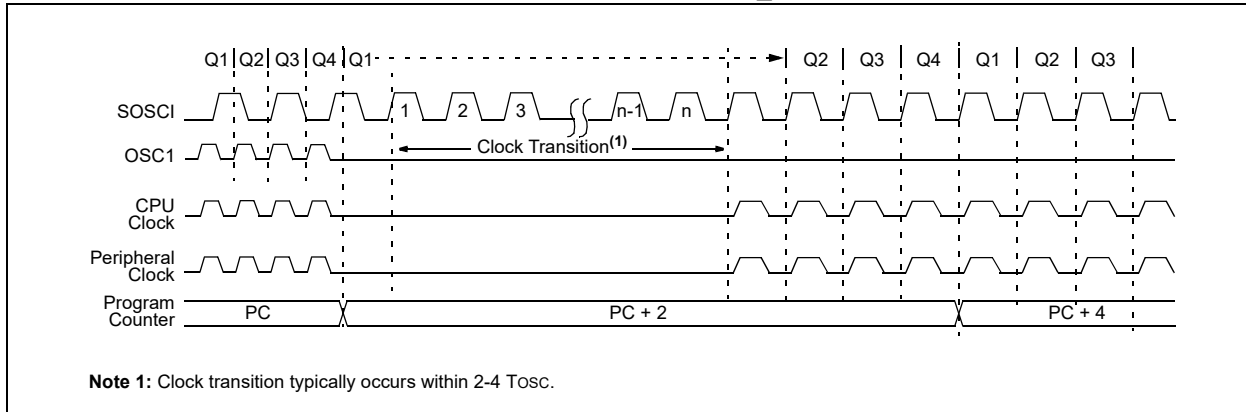 Q1 Q2 Q3 Q4 Q1 Q2 Q3 Q4 Q1 Q2 Q3
SOSCI 1 2 3 n-1 n
OSC1 Clock Transition(1)
CPU
Clock
Peripheral
Clock
Program
Counter PC PC + 2 PC + 4
Note 1: Clock transition typically occurs within 2-4 TOSC.